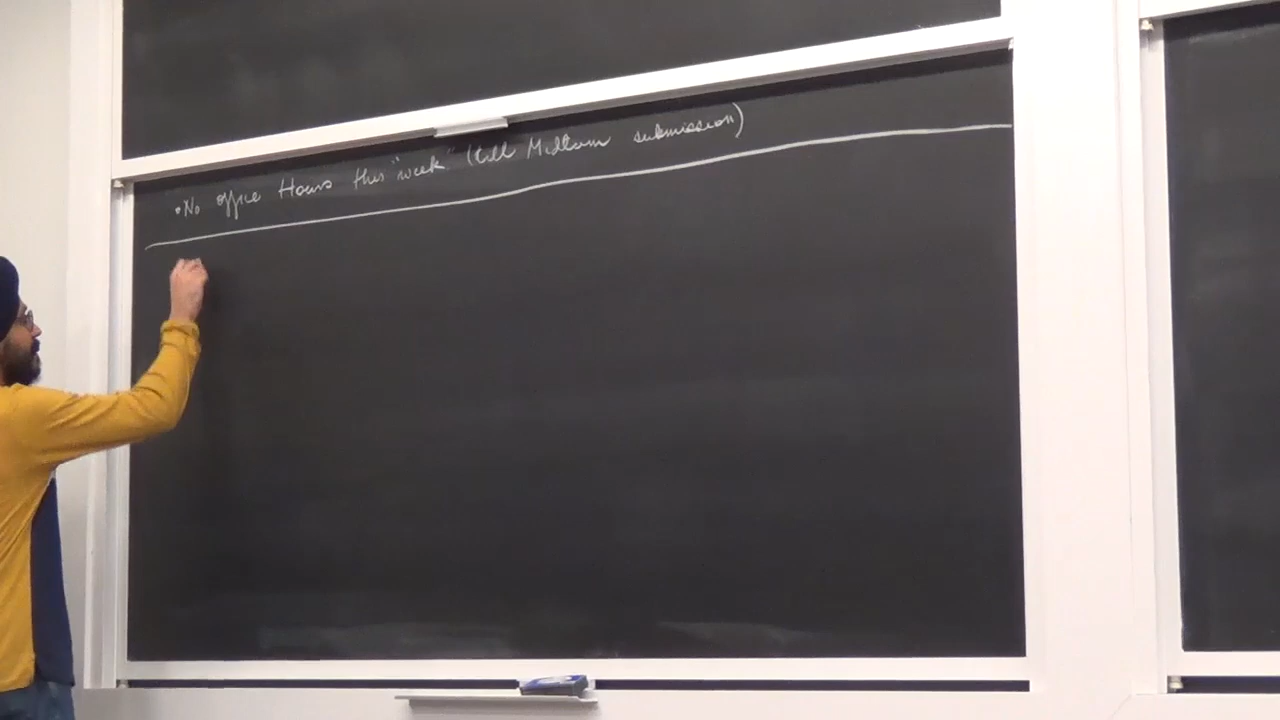 • No office Hours this "week" (till Midterm submission)